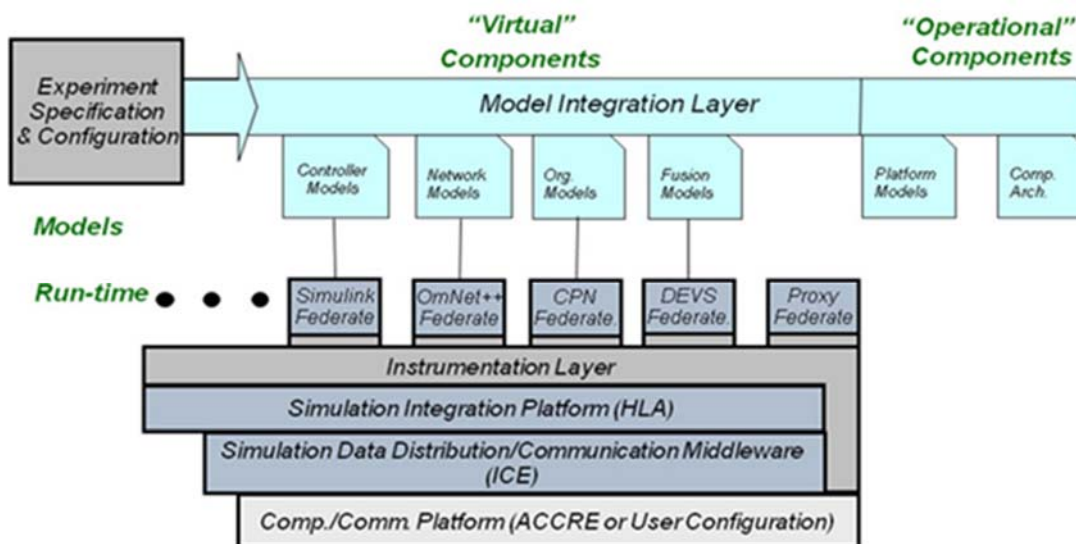 “Virtual”
Components
“Operational”
Components
Experiment
Specification
& Configuration
Model Integration Layer
Controller
Models
Network
Models
Org.
Models
Fusion
Models
Platform
Models
Comp.
Arch.
Models
Run-time
Simulink
Federate
OmNet++
Federate
CPN
Federate.
DEVS
Federate.
Proxy
Federate
Instrumentation Layer
Simulation Integration Platform (HLA)
Simulation Data Distribution/Communication Middleware
(ICE)
Comp./Comm. Platform (ACCRE or User Configuration)